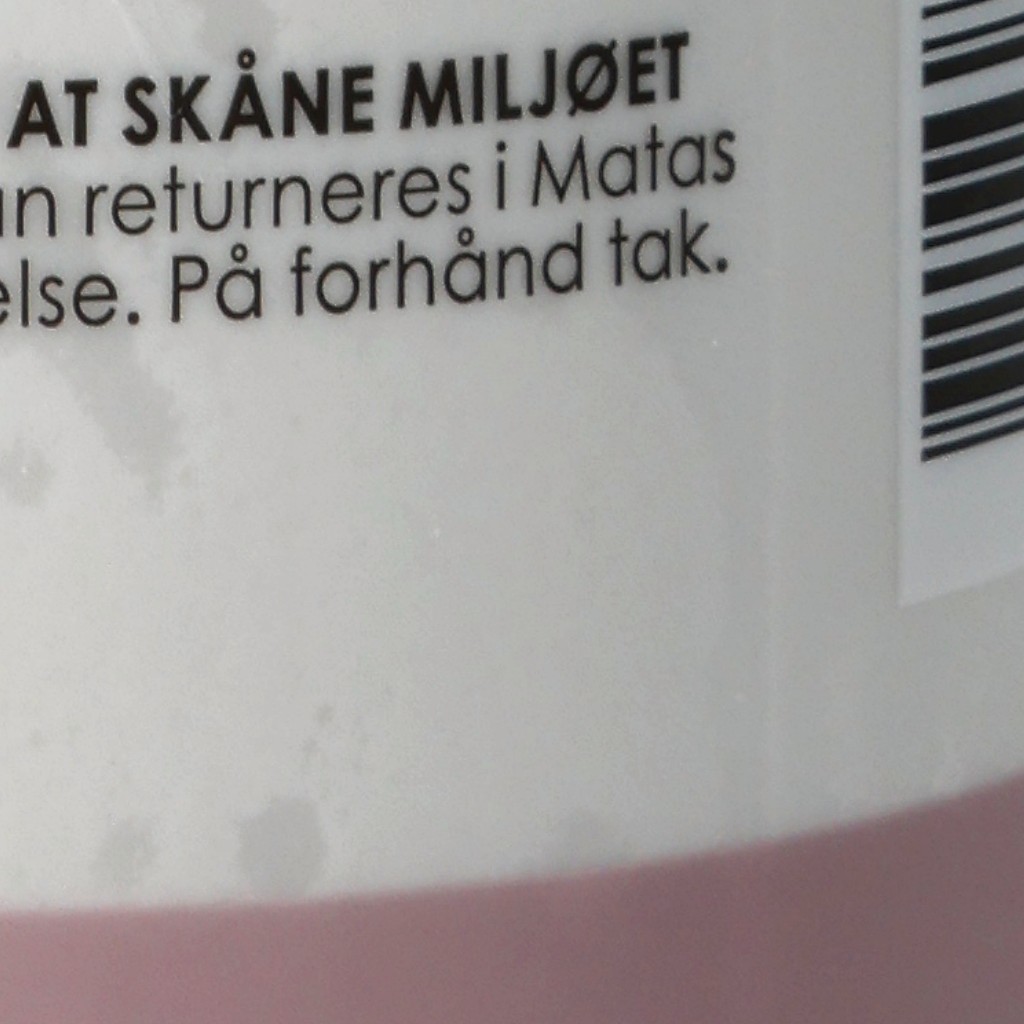 AT SKÅNE MILJØET
returneres i Matas
På forhånd tak.